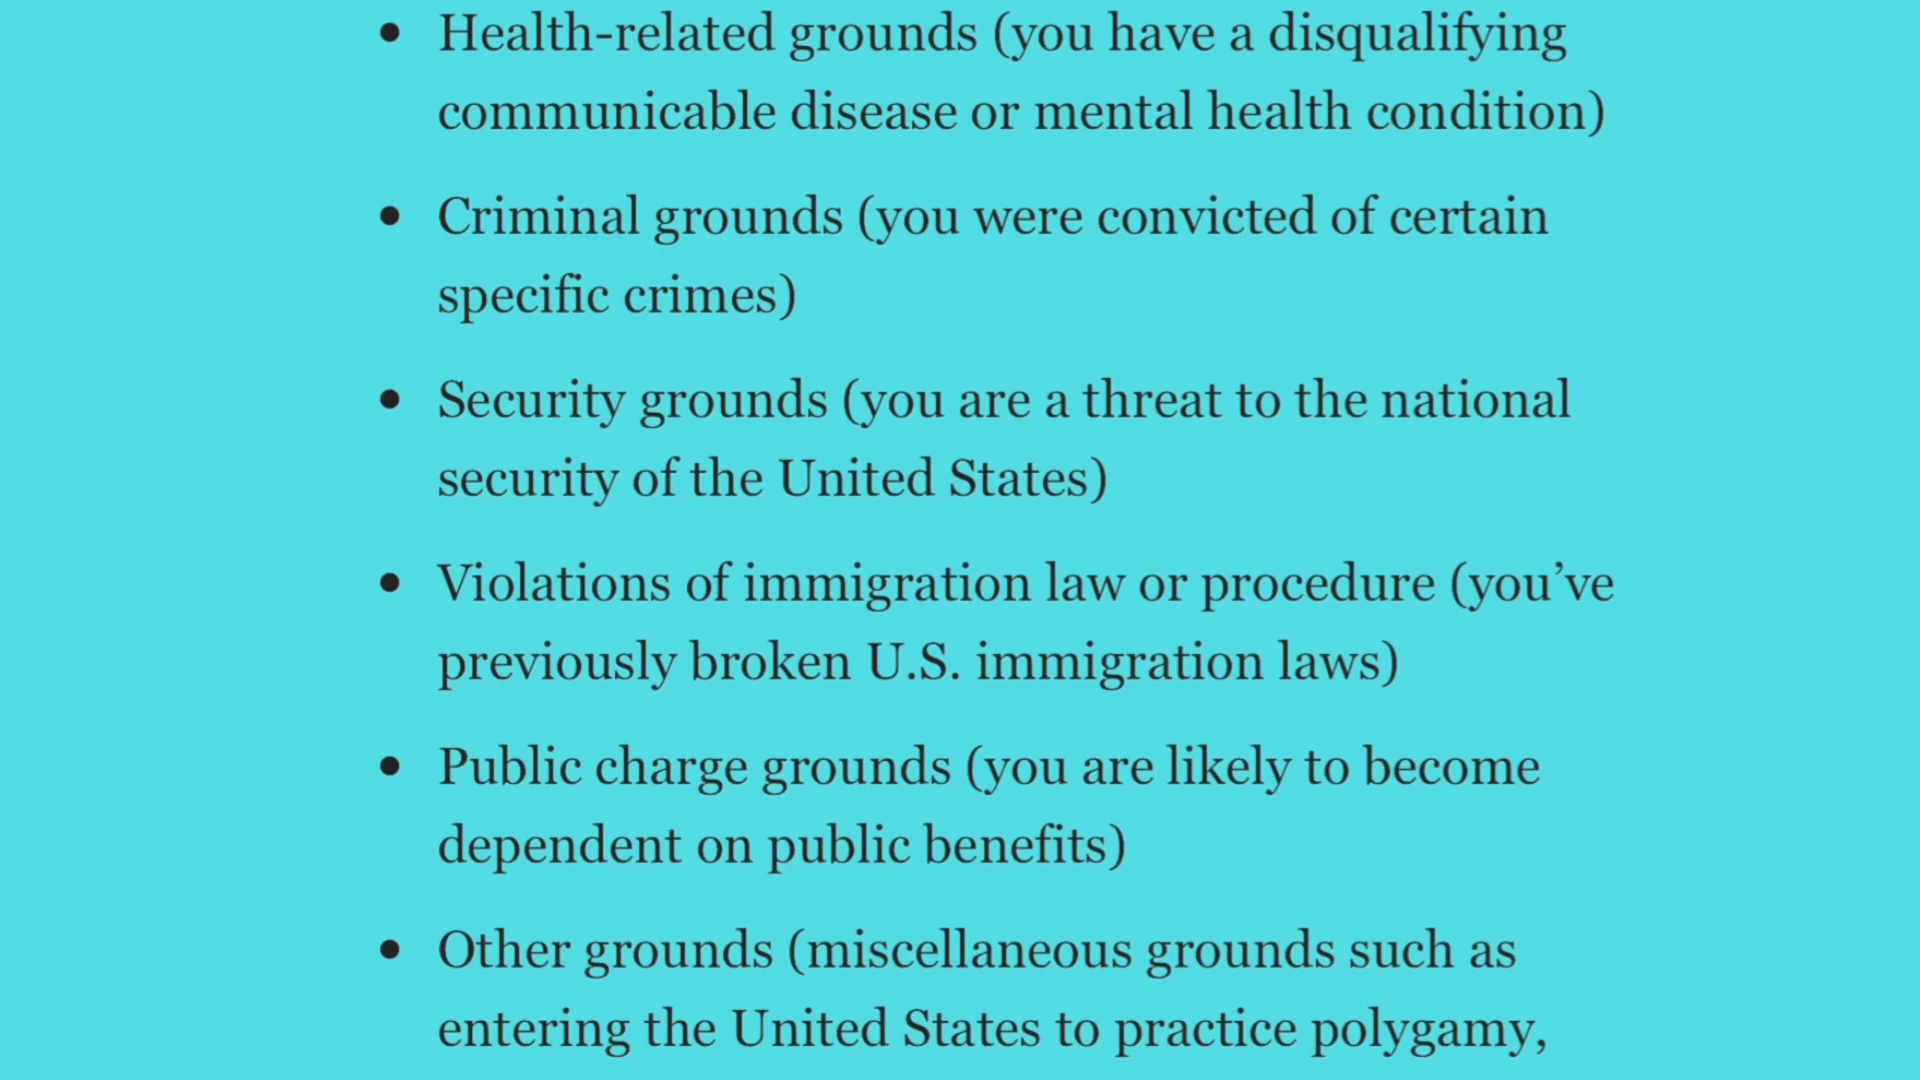 • Health-related grounds (you have a disqualifying
communicable disease or mental health condition)
• Criminal grounds (you were convicted of certain
specific crimes)
• Security grounds (you are a threat to the national
security of the United States)
• Violations of immigration law or procedure (you’ve
previously broken U.S. immigration laws)
• Public charge grounds (you are likely to become
dependent on public benefits)
• Other grounds (miscellaneous grounds such as
entering the United States to practice polygamy,